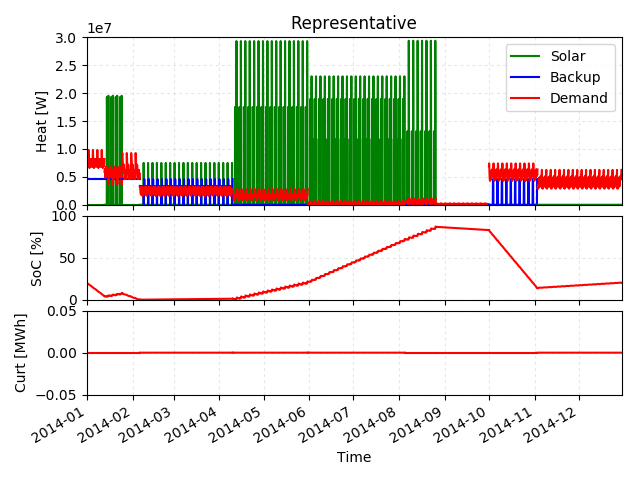 Representative
1e7
3.0
2.5
2.0
1.5
1.0
0.5
0.0
Heat [W]
Solar
Backup
Demand
100
50
0
SoC [%]
0.05
0.00
−0.05
Curt [MWh]
2014-01
2014-02
2014-03
2014-04
2014-05
2014-06
2014-07
2014-08
2014-09
2014-10
2014-11
2014-12
Time